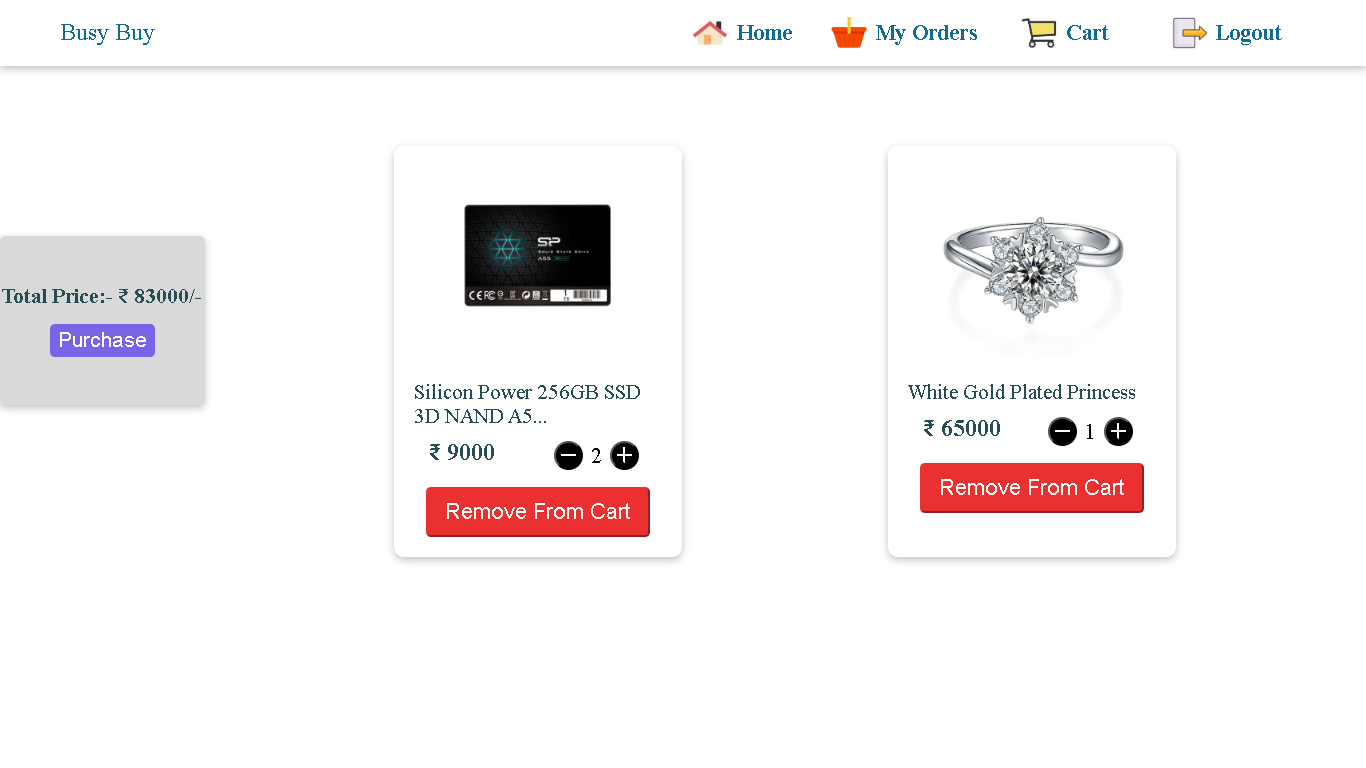 Busy Buy
Home
My Orders
Cart
Logout
Total Price:- ₹ 83000/-
Purchase
SP
Silicon Power 256GB SSD
3D NAND A5...
₹ 9000
2
Remove From Cart
White Gold Plated Princess
₹ 65000
1
Remove From Cart